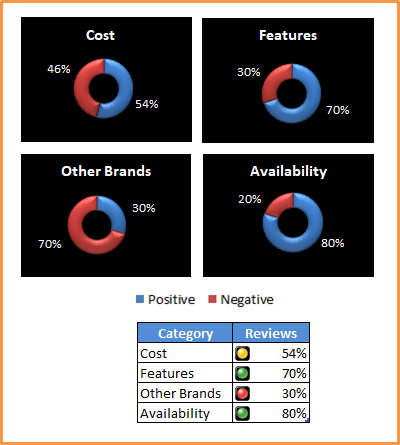 Cost
46%
54%
Features
30%
70%
Other Brands
30%
70%
Availability
20%
80%
Positive Negative
Category Reviews
Cost 54%
Features 70%
Other Brands 30%
Availability 80%